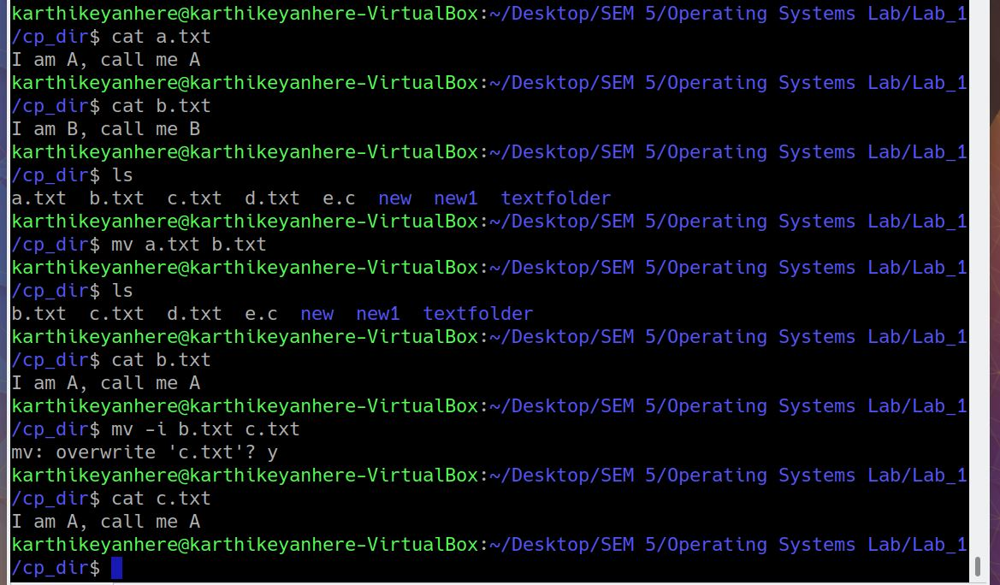 karthikeyanhere@karthikeyanhere-VirtualBox:~/Desktop/SEM 5/Operating Systems Lab/Lab_1
/cp_dir$ cat a.txt
I am A, call me A
karthikeyanhere@karthikeyanhere-VirtualBox:~/Desktop/SEM 5/Operating Systems Lab/Lab_1
/cp_dir$ cat b.txt
I am B, call me B
karthikeyanhere@karthikeyanhere-VirtualBox:~/Desktop/SEM 5/Operating Systems Lab/Lab_1
/cp_dir$ ls
a.txt  b.txt  c.txt  d.txt  e.c  new  new1  textfolder
karthikeyanhere@karthikeyanhere-VirtualBox:~/Desktop/SEM 5/Operating Systems Lab/Lab_1
/cp_dir$ mv a.txt b.txt
karthikeyanhere@karthikeyanhere-VirtualBox:~/Desktop/SEM 5/Operating Systems Lab/Lab_1
/cp_dir$ ls
b.txt  c.txt  d.txt  e.c  new  new1  textfolder
karthikeyanhere@karthikeyanhere-VirtualBox:~/Desktop/SEM 5/Operating Systems Lab/Lab_1
/cp_dir$ cat b.txt
I am A, call me A
karthikeyanhere@karthikeyanhere-VirtualBox:~/Desktop/SEM 5/Operating Systems Lab/Lab_1
/cp_dir$ mv -i b.txt c.txt
mv: overwrite 'c.txt'? y
karthikeyanhere@karthikeyanhere-VirtualBox:~/Desktop/SEM 5/Operating Systems Lab/Lab_1
/cp_dir$ cat c.txt
I am A, call me A
karthikeyanhere@karthikeyanhere-VirtualBox:~/Desktop/SEM 5/Operating Systems Lab/Lab_1
/cp_dir$